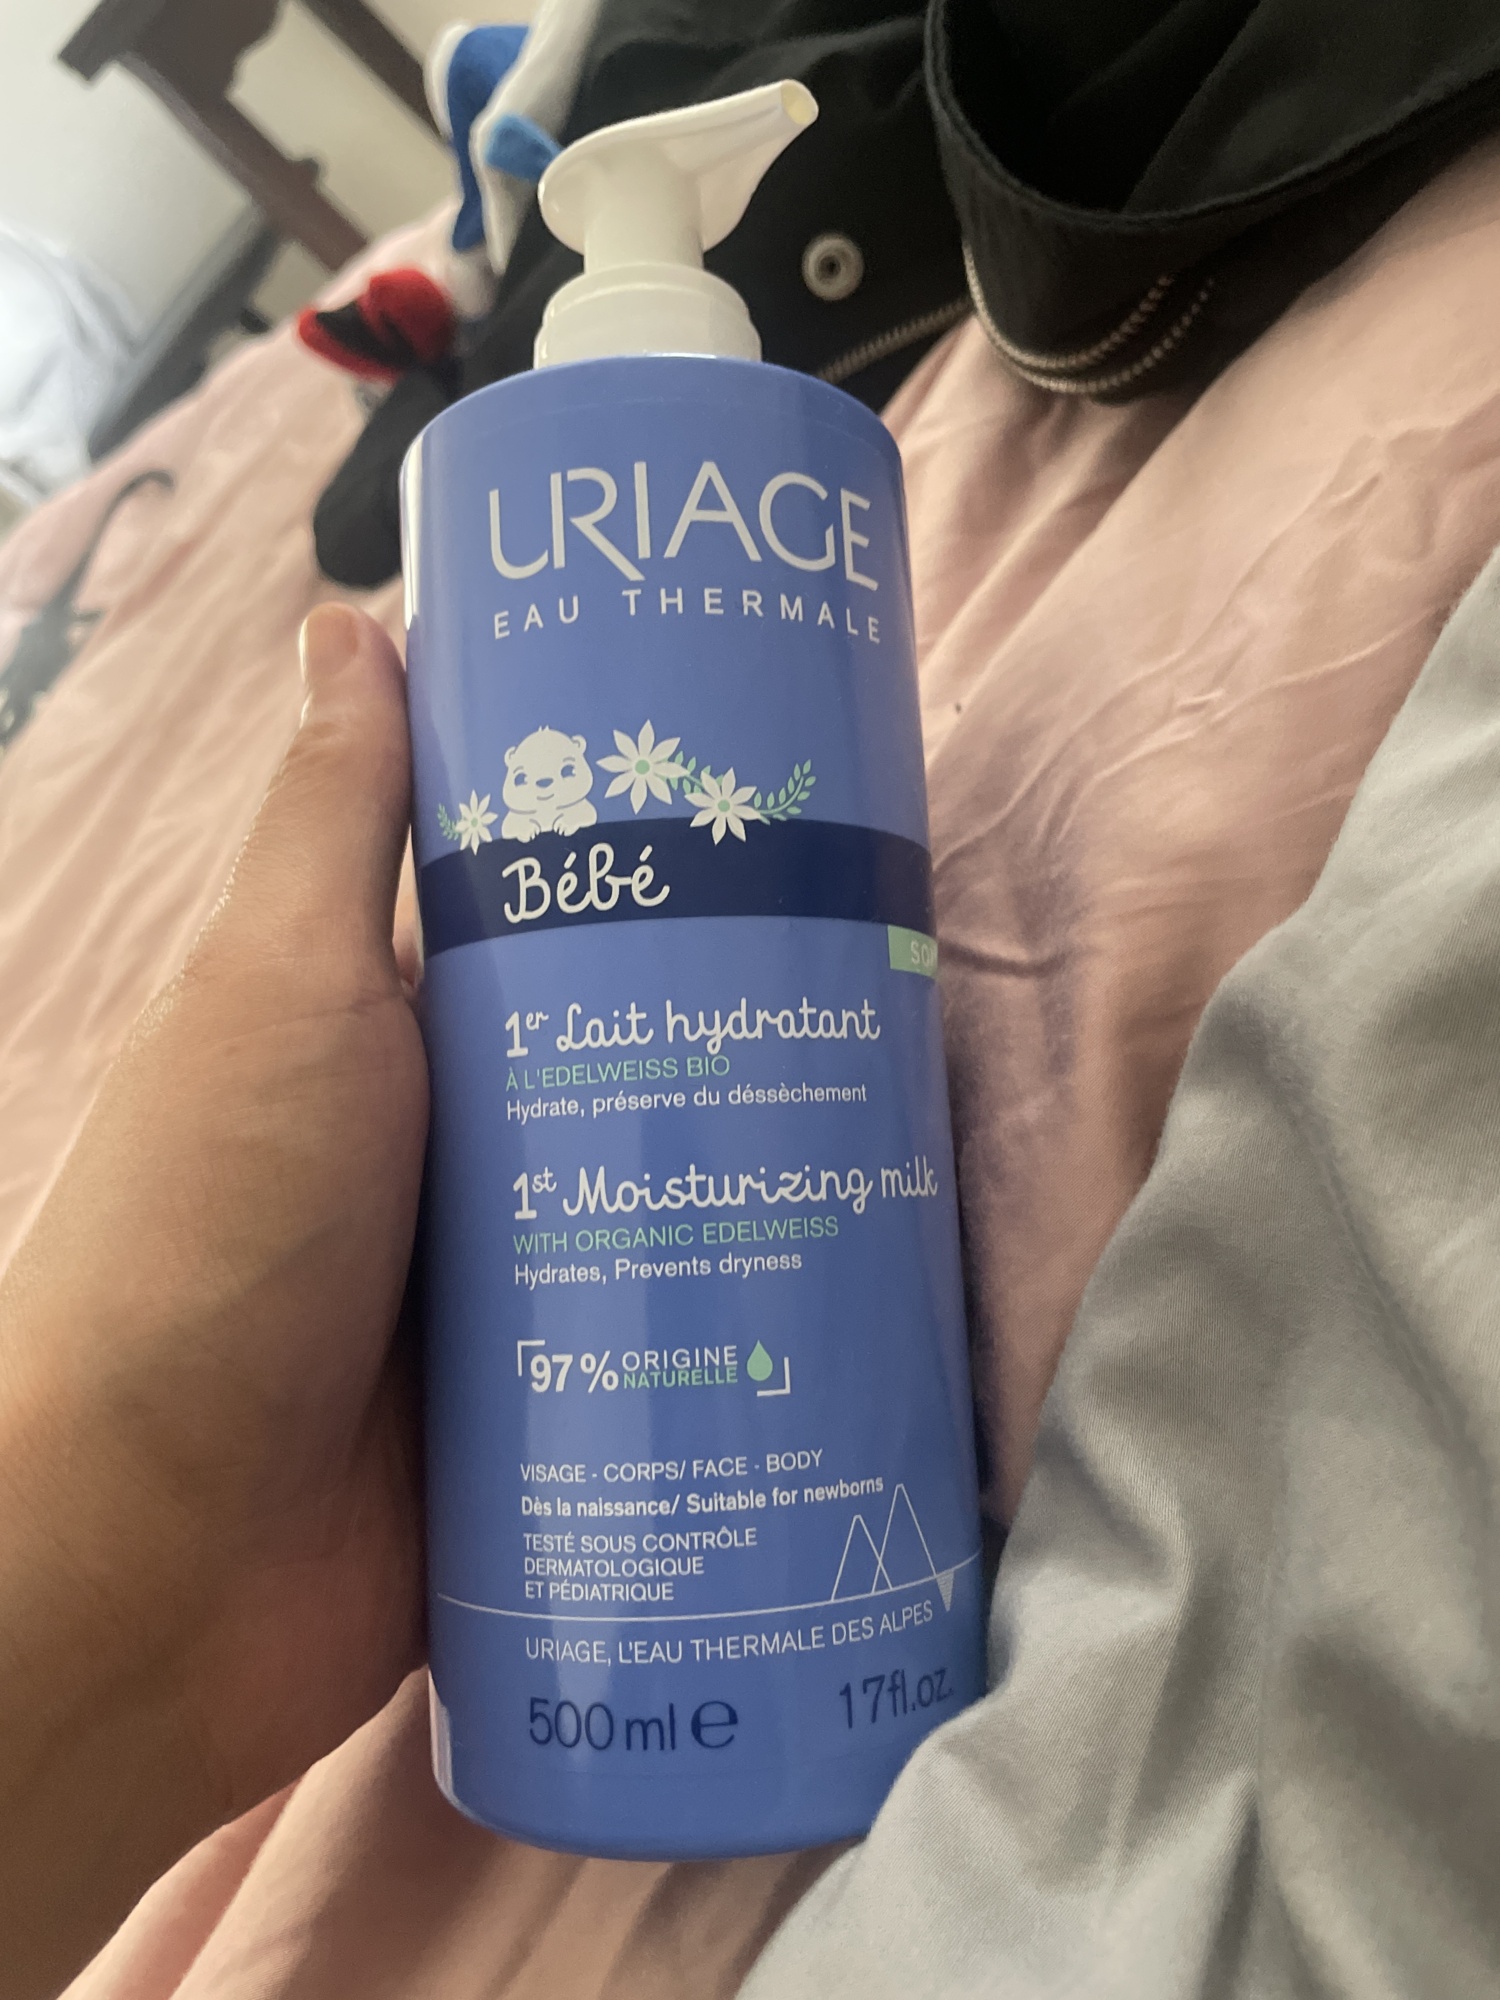 URIAGE
EAU THERMALE
Bébé
1er Lait hydratant
À L'EDELWEISS BIO
Hydrate, préserve du déssèchement
1st Moisturizing milk
WITH ORGANIC EDELWEISS
Hydrates, Prevents dryness
97% ORIGINE
NATURELLE
VISAGE - CORPS/ FACE - BODY
Dès la naissance/ Suitable for newborns
TESTÉ SOUS CONTRÔLE
DERMATOLOGIQUE
ET PÉDIATRIQUE
URIAGE, L'EAU THERMALE DES ALPES
500 ml e 17fl.oz.